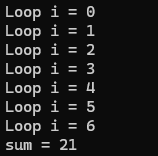 Loop i = 0
Loop i = 1
Loop i = 2
Loop i = 3
Loop i = 4
Loop i = 5
Loop i = 6
sum = 21